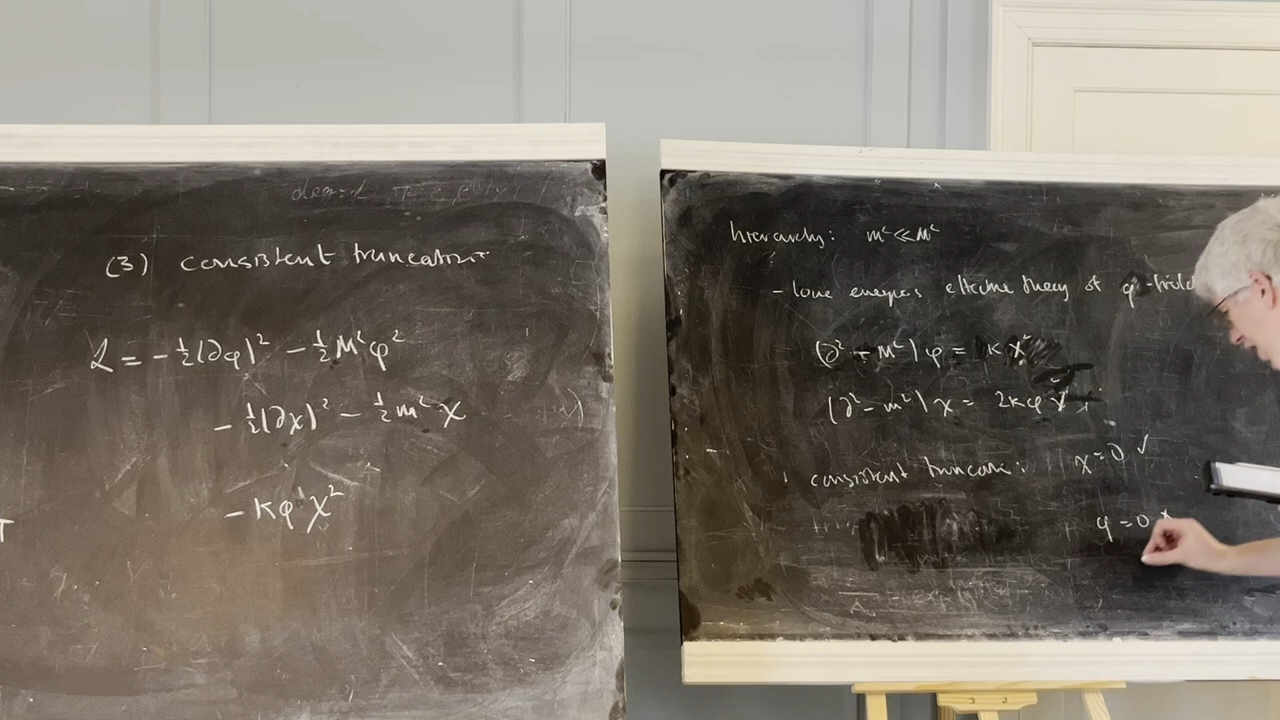 (3) consistent truncation
L = -½(∂φ)² - ½M²φ²
-½(∂χ)² - ½m²χ
-κφχ²
hierarchy: m² ≪ M²
- low energies effective theory of φ-field
(∂² - M²)φ = κχ²
(∂² - m²)χ = 2κφχ
consistent truncation: χ=0 ✓
φ=0